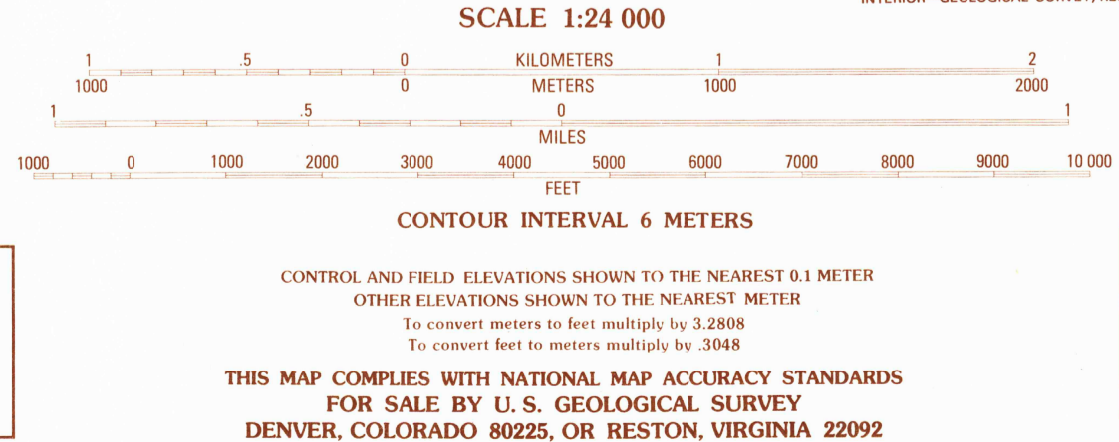 INTERIOR—GEOLOGICAL SURVEY,
SCALE 1:24 000
1 .5 0 KILOMETERS 1 2
1000 0 METERS 1000 2000
1 .5 0 1
MILES
1000 0 1000 2000 3000 4000 5000 6000 7000 8000 9000 10 000
FEET
CONTOUR INTERVAL 6 METERS
CONTROL AND FIELD ELEVATIONS SHOWN TO THE NEAREST 0.1 METER
OTHER ELEVATIONS SHOWN TO THE NEAREST METER
To convert meters to feet multiply by 3.2808
To convert feet to meters multiply by .3048
THIS MAP COMPLIES WITH NATIONAL MAP ACCURACY STANDARDS
FOR SALE BY U. S. GEOLOGICAL SURVEY
DENVER, COLORADO 80225, OR RESTON, VIRGINIA 22092